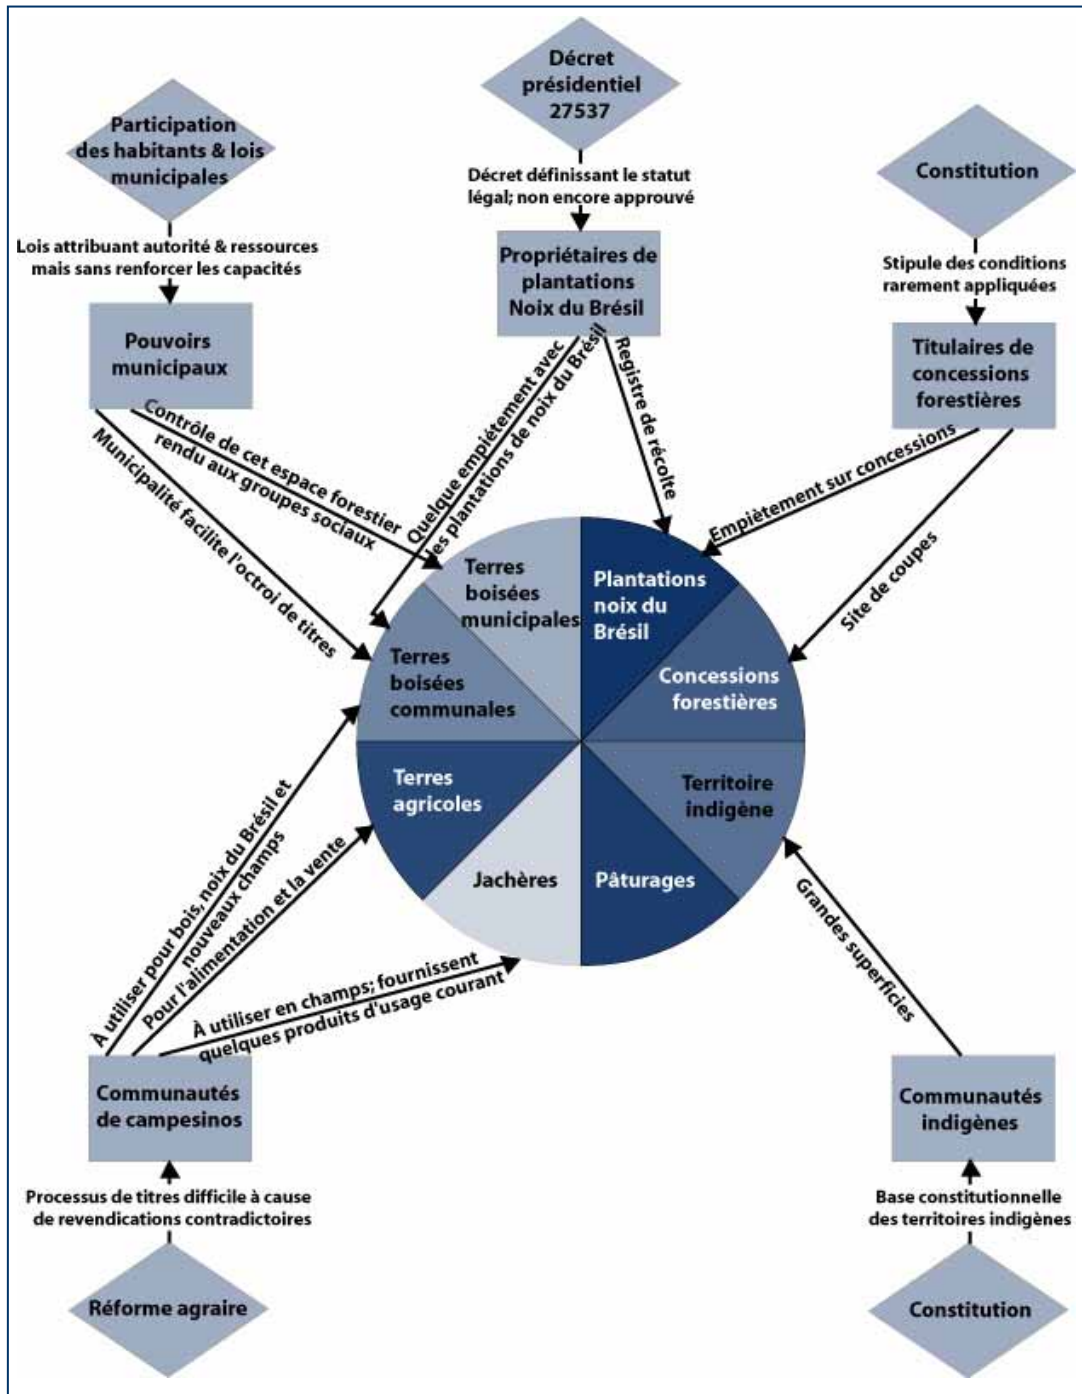 Décret
présidentiel
27537
Participation
des habitants & lois
municipales
Constitution
Décret définissant le statut
légal; non encore approuvé
Lois attribuant autorité & ressources
mais sans renforcer les capacités
Stipule des conditions
rarement appliquées
Propriétaires de
plantations
Noix du Brésil
Pouvoirs
municipaux
Titulaires de
concessions
forestières
Contrôle de cet espace forestier
rendu aux groupes sociaux
Municipalité facilite l'octroi de titres
Quelque empiétement avec
les plantations de noix du Brésil
Registre de récolte
Empiètement sur concessions
Site de coupes
Terres
boisées
municipales
Plantations
noix du
Brésil
Terres
boisées
communales
Concessions
forestières
Terres
agricoles
Territoire
indigène
Jachères
Pâturages
À utiliser pour bois, noix du Brésil et
nouveaux champs
Pour l'alimentation et la vente
À utiliser en champs; fournissent
quelques produits d'usage courant
Grandes superficies
Communautés
de campesinos
Communautés
indigènes
Processus de titres difficile à cause
de revendications contradictoires
Base constitutionnelle
des territoires indigènes
Réforme agraire
Constitution